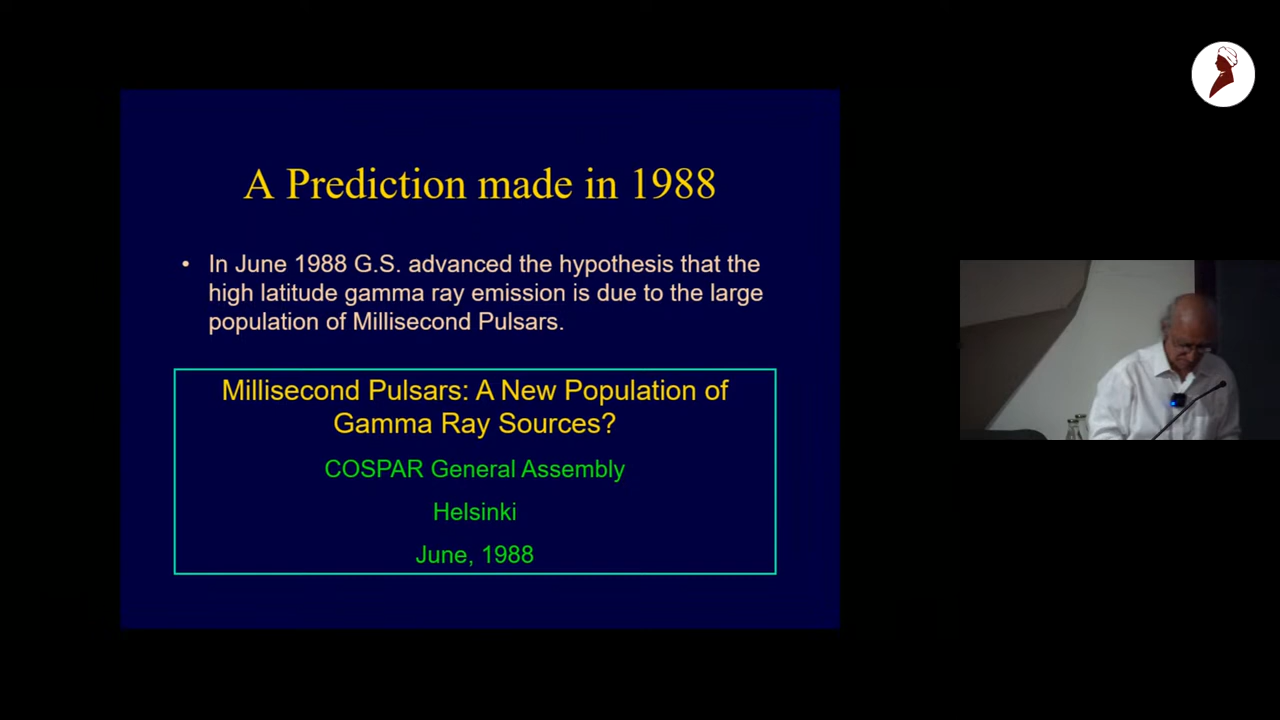 A Prediction made in 1988
• In June 1988 G.S. advanced the hypothesis that the
high latitude gamma ray emission is due to the large
population of Millisecond Pulsars.
Millisecond Pulsars: A New Population of
Gamma Ray Sources?
COSPAR General Assembly
Helsinki
June, 1988